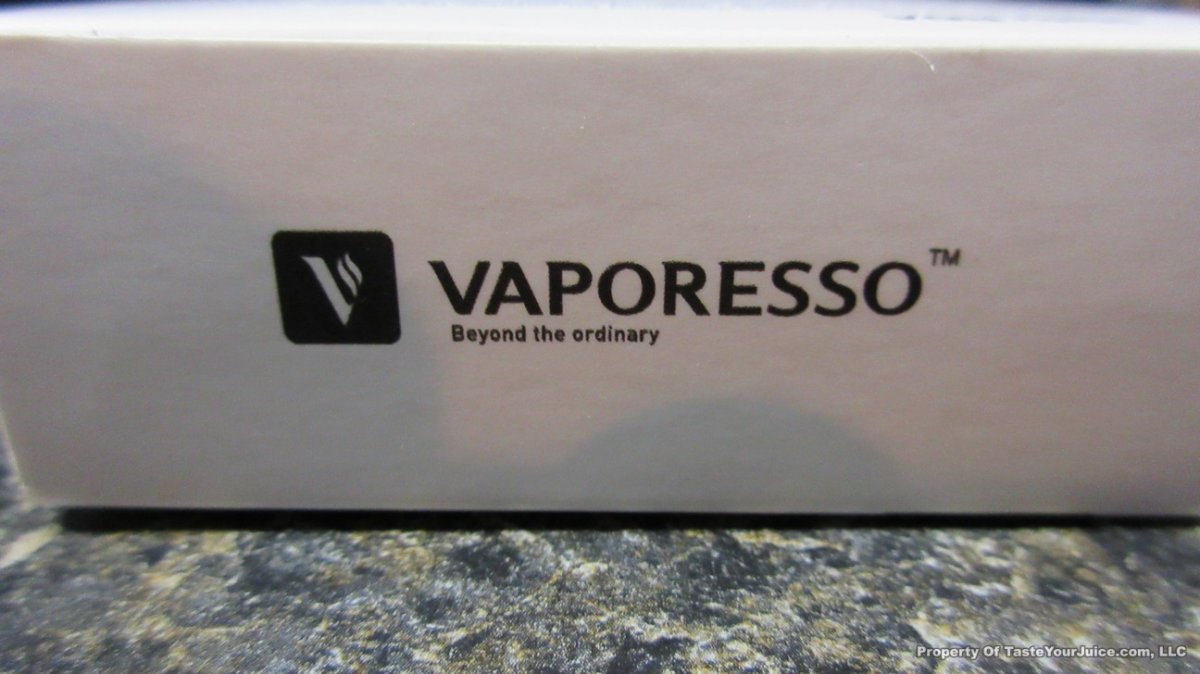 VAPORESSO™
Beyond the ordinary
Property Of TasteYourJuice.com, LLC